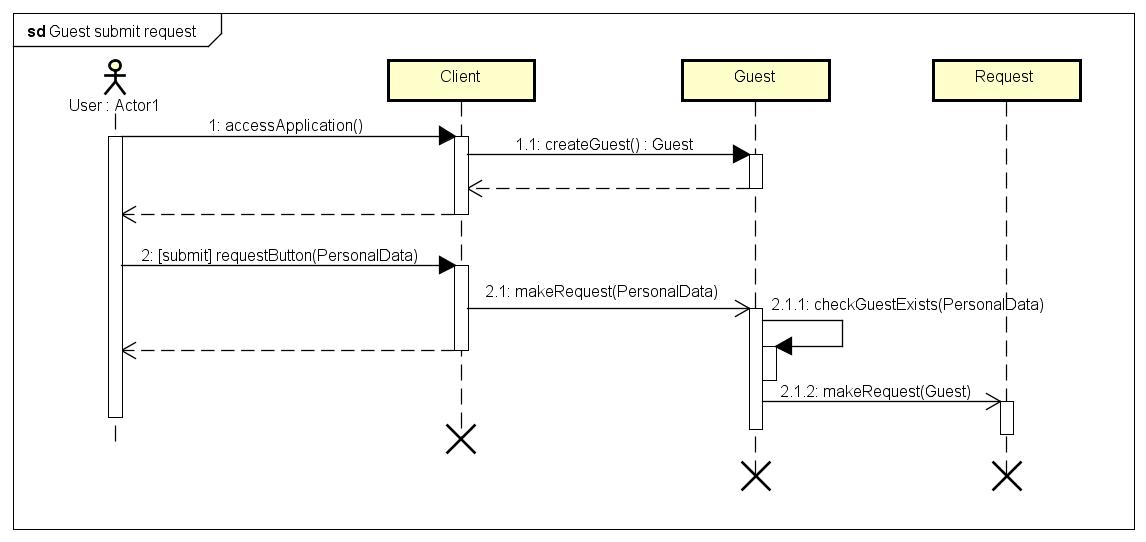 sd Guest submit request
User : Actor1
Client
Guest
Request
1: accessApplication()
1.1: createGuest() : Guest
2: [submit] requestButton(PersonalData)
2.1: makeRequest(PersonalData)
2.1.1: checkGuestExists(PersonalData)
2.1.2: makeRequest(Guest)